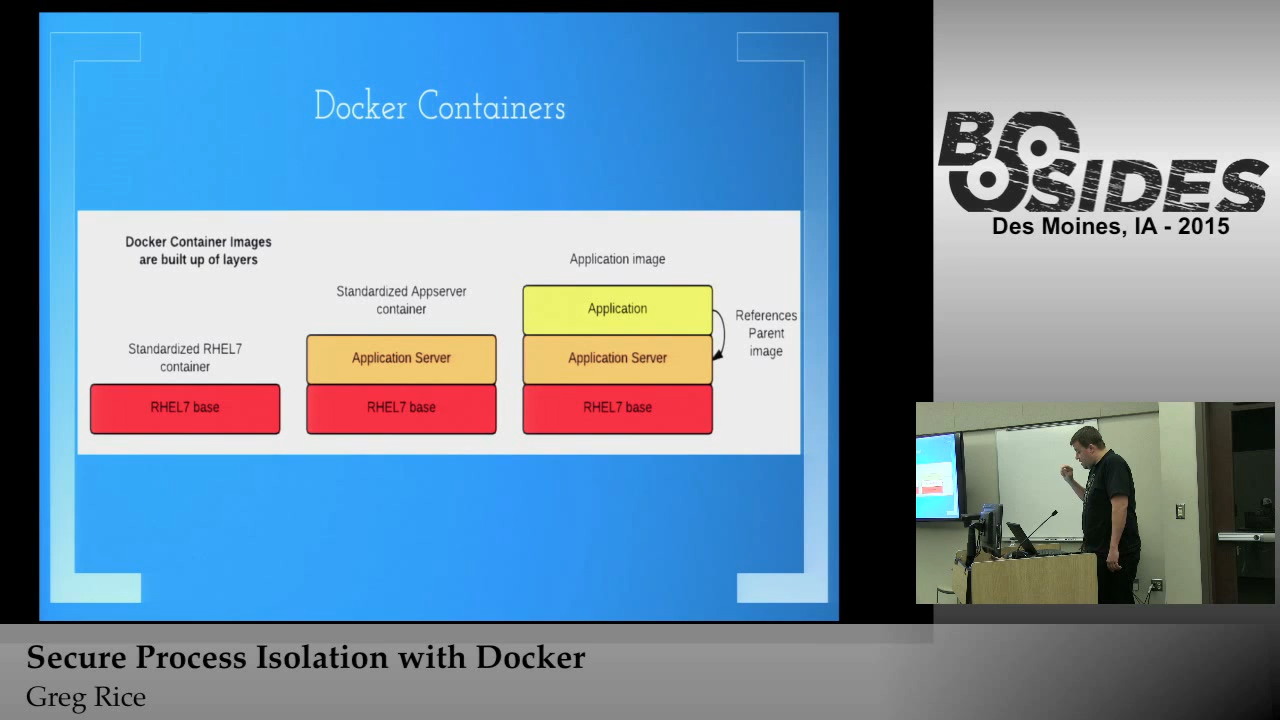 Docker Containers
Docker Container Images
are built up of layers
Standardized RHEL7
container
RHEL7 base
Standardized Appserver
container
Application Server
RHEL7 base
Application image
Application
Application Server
RHEL7 base
References
Parent
image
BSIDES
Des Moines, IA - 2015
Secure Process Isolation with Docker
Greg Rice